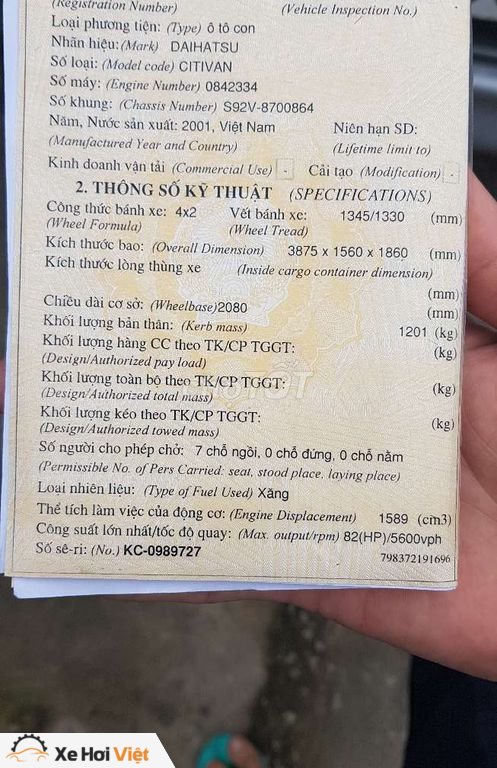 (Registration Number) (Vehicle Inspection No.)
Loại phương tiện: (Type) ô tô con
Nhãn hiệu: (Mark) DAIHATSU
Số loại: (Model code) CITIVAN
Số máy: (Engine Number) 0842334
Số khung: (Chassis Number) S92V-8700864
Năm, Nước sản xuất: 2001, Việt Nam Niên hạn SD:
(Manufactured Year and Country) (Lifetime limit to)
Kinh doanh vận tải (Commercial Use) - Cải tạo (Modification) -
2. THÔNG SỐ KỸ THUẬT (SPECIFICATIONS)
Công thức bánh xe: 4x2 Vết bánh xe: 1345/1330 (mm)
(Wheel Formula) (Wheel Tread)
Kích thước bao: (Overall Dimension) 3875 x 1560 x 1860 (mm)
Kích thước lòng thùng xe (Inside cargo container dimension)
(mm)
Chiều dài cơ sở: (Wheelbase) 2080 (mm)
Khối lượng bản thân: (Kerb mass) 1201 (kg)
Khối lượng hàng CC theo TK/CP TGGT: (kg)
(Design/Authorized pay load)
Khối lượng toàn bộ theo TK/CP TGGT: (kg)
(Design/Authorized total mass)
Khối lượng kéo theo TK/CP TGGT: (kg)
(Design/Authorized towed mass)
Số người cho phép chở: 7 chỗ ngồi, 0 chỗ đứng, 0 chỗ nằm
(Permissible No. of Pers Carried: seat, stood place. laying place)
Loại nhiên liệu: (Type of Fuel Used) Xăng
Thể tích làm việc của động cơ: (Engine Displacement) 1589 (cm3)
Công suất lớn nhất/tốc độ quay: (Max. output/rpm) 82(HP)/5600vph
Số sê-ri: (No.) KC-0989727 798372191696
Xe Hơi Việt